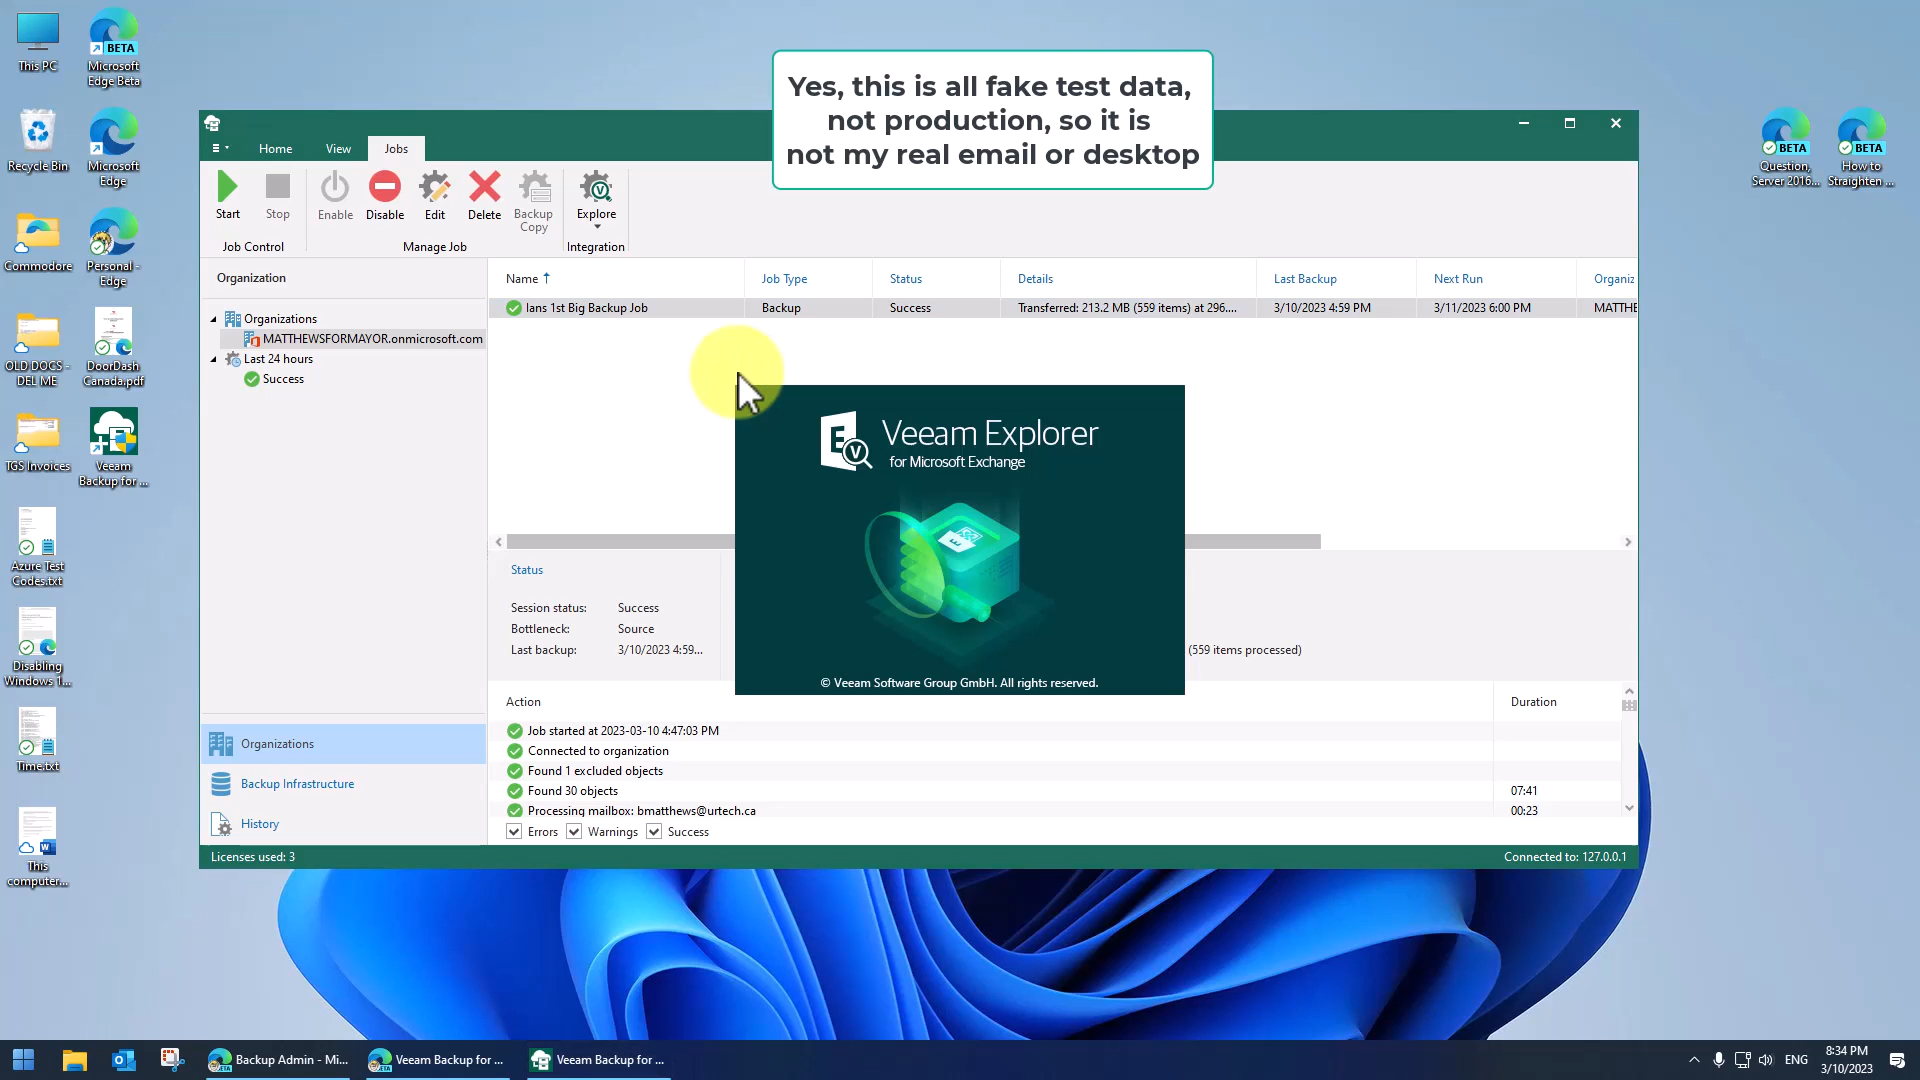 This PC
BETA
Microsoft
Edge Beta
Recycle Bin
Microsoft
Edge
Commodore
Personal -
Edge
OLD DOCS -
DEL ME
DoorDash
Canada.pdf
TGS Invoices
Veeam
Backup for ...
Azure Test
Codes.txt
Disabling
Windows 1...
Time.txt
This
computer...
BETA
Question,
Server 2016...
BETA
How to
Straighten ...
Yes, this is all fake test data,
not production, so it is
not my real email or desktop
Home View Jobs
Start Stop Enable Disable Edit Delete Backup Copy Explore
Job Control Manage Job Integration
Organization
Organizations
MATTHEWSFORMAYOR.onmicrosoft.com
Last 24 hours
Success
Name Job Type Status Details Last Backup Next Run Organiz
Ians 1st Big Backup Job Backup Success Transferred: 213.2 MB (559 items) at 296.... 3/10/2023 4:59 PM 3/11/2023 6:00 PM MATTHE
E V Veeam Explorer
for Microsoft Exchange
© Veeam Software Group GmbH. All rights reserved.
Status
Session status: Success
Bottleneck: Source
Last backup: 3/10/2023 4:59... (559 items processed)
Action Duration
Job started at 2023-03-10 4:47:03 PM
Connected to organization
Found 1 excluded objects
Found 30 objects 07:41
Processing mailbox: bmatthews@urtech.ca 00:23
Errors Warnings Success
Organizations
Backup Infrastructure
History
Licenses used: 3 Connected to: 127.0.0.1
Backup Admin - Mi... Veeam Backup for ... Veeam Backup for ... ENG 8:34 PM
3/10/2023